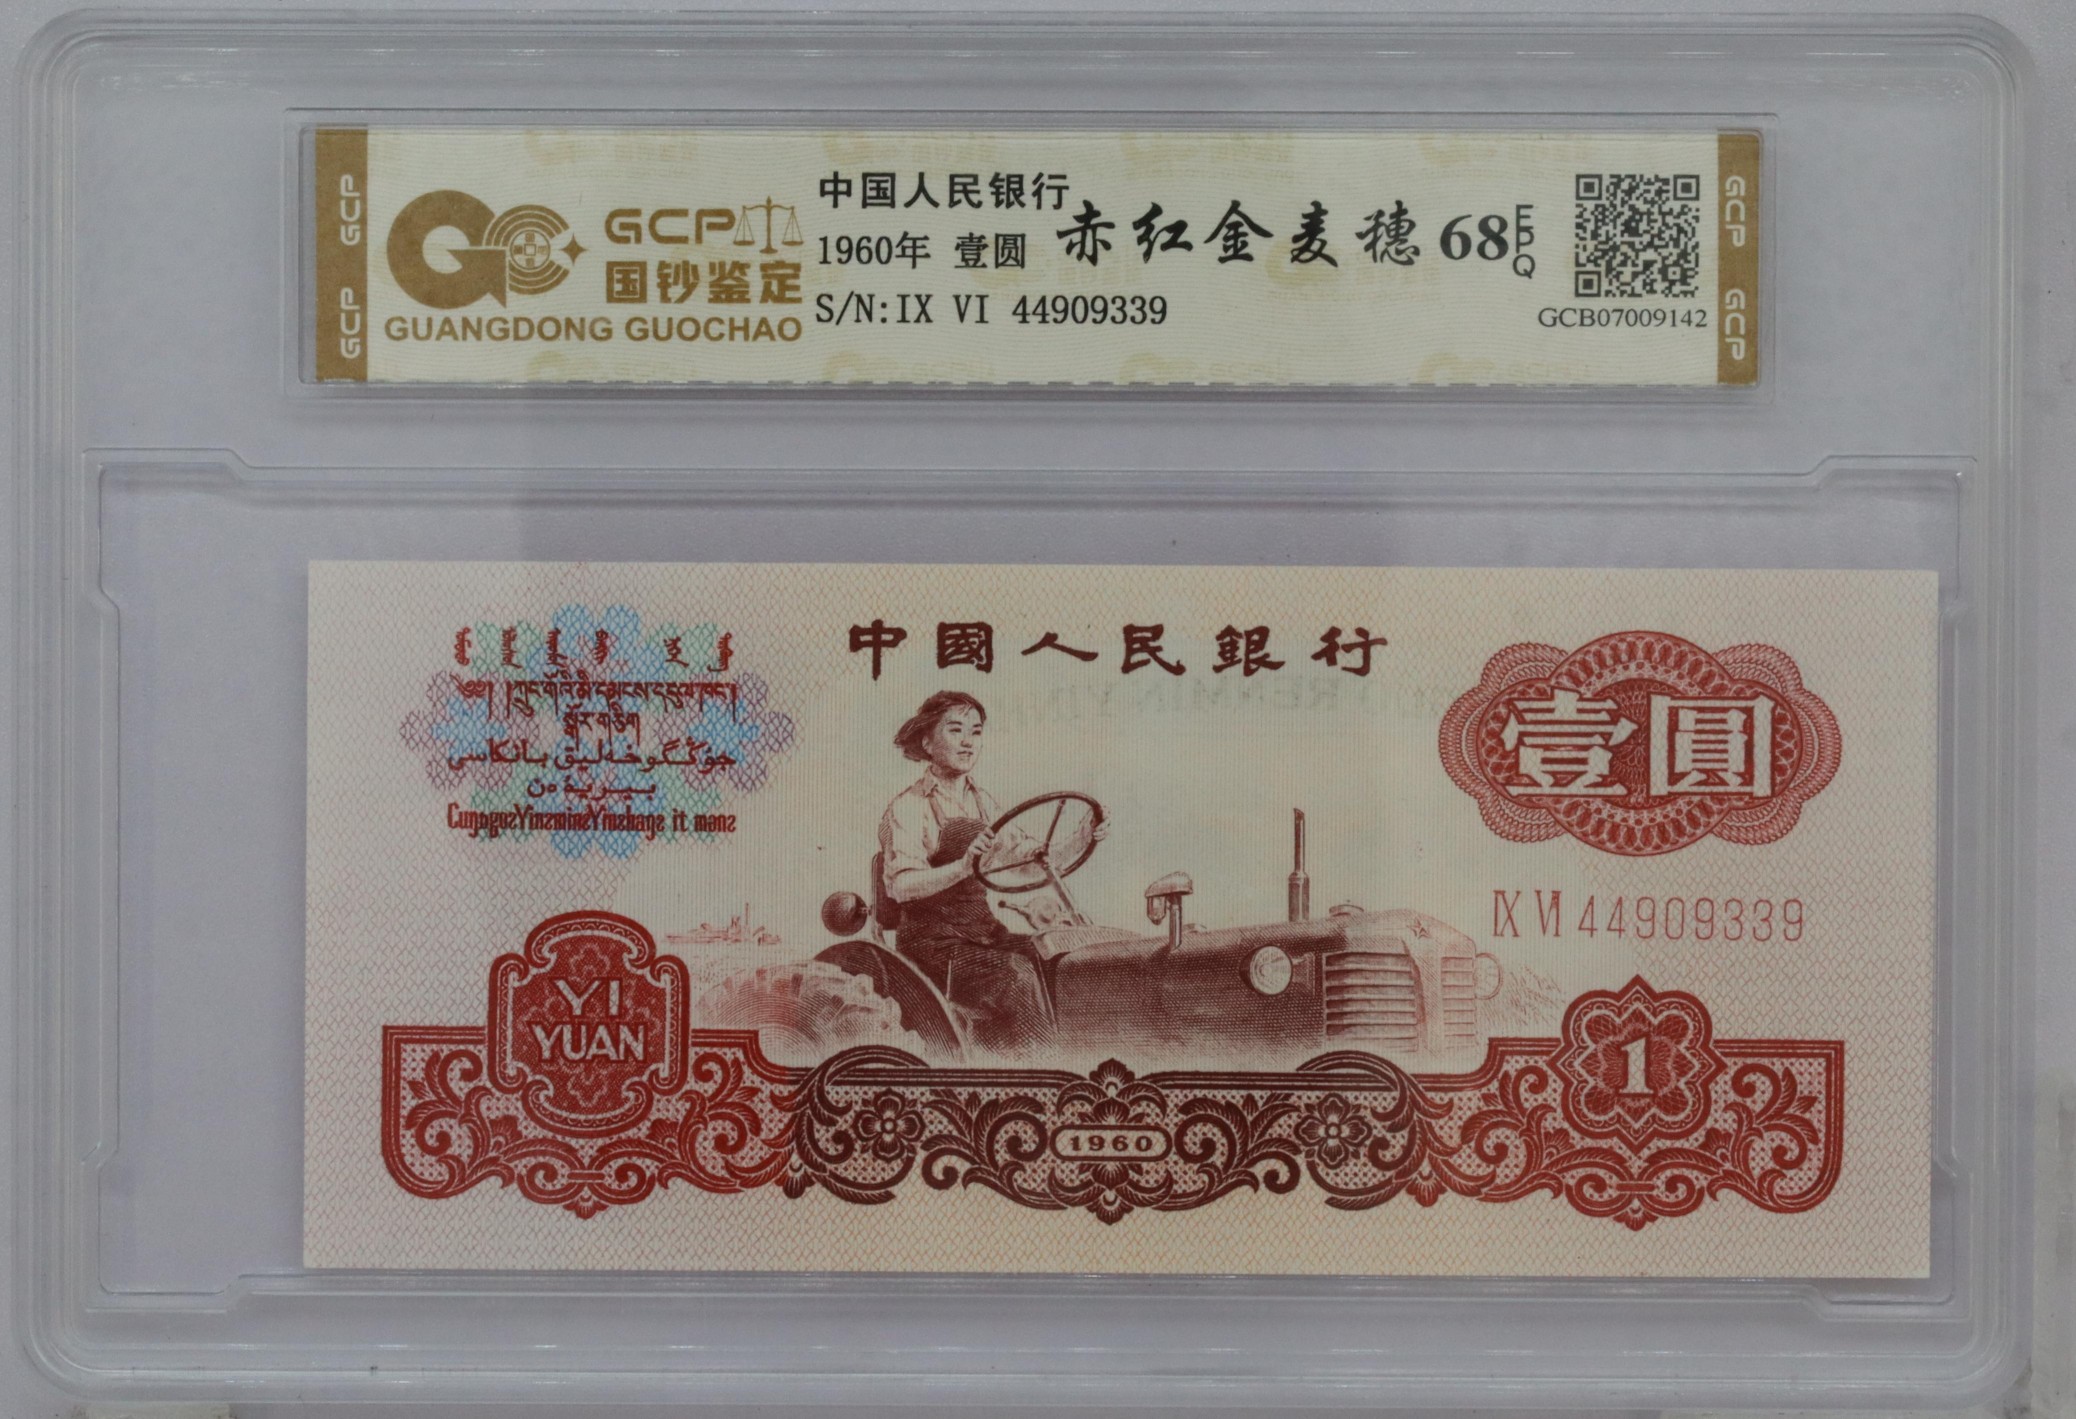 GCP GCP
GCP
国钞鉴定
GUANGDONG GUOCHAO
中国人民银行
1960年 壹圆
赤红金麦穗 68 EPQ
S/N:IX VI 44909339
GCB07009142
GCP GCP
中國人民銀行
壹圓
IX VI 44909339
YI
YUAN
1
1960